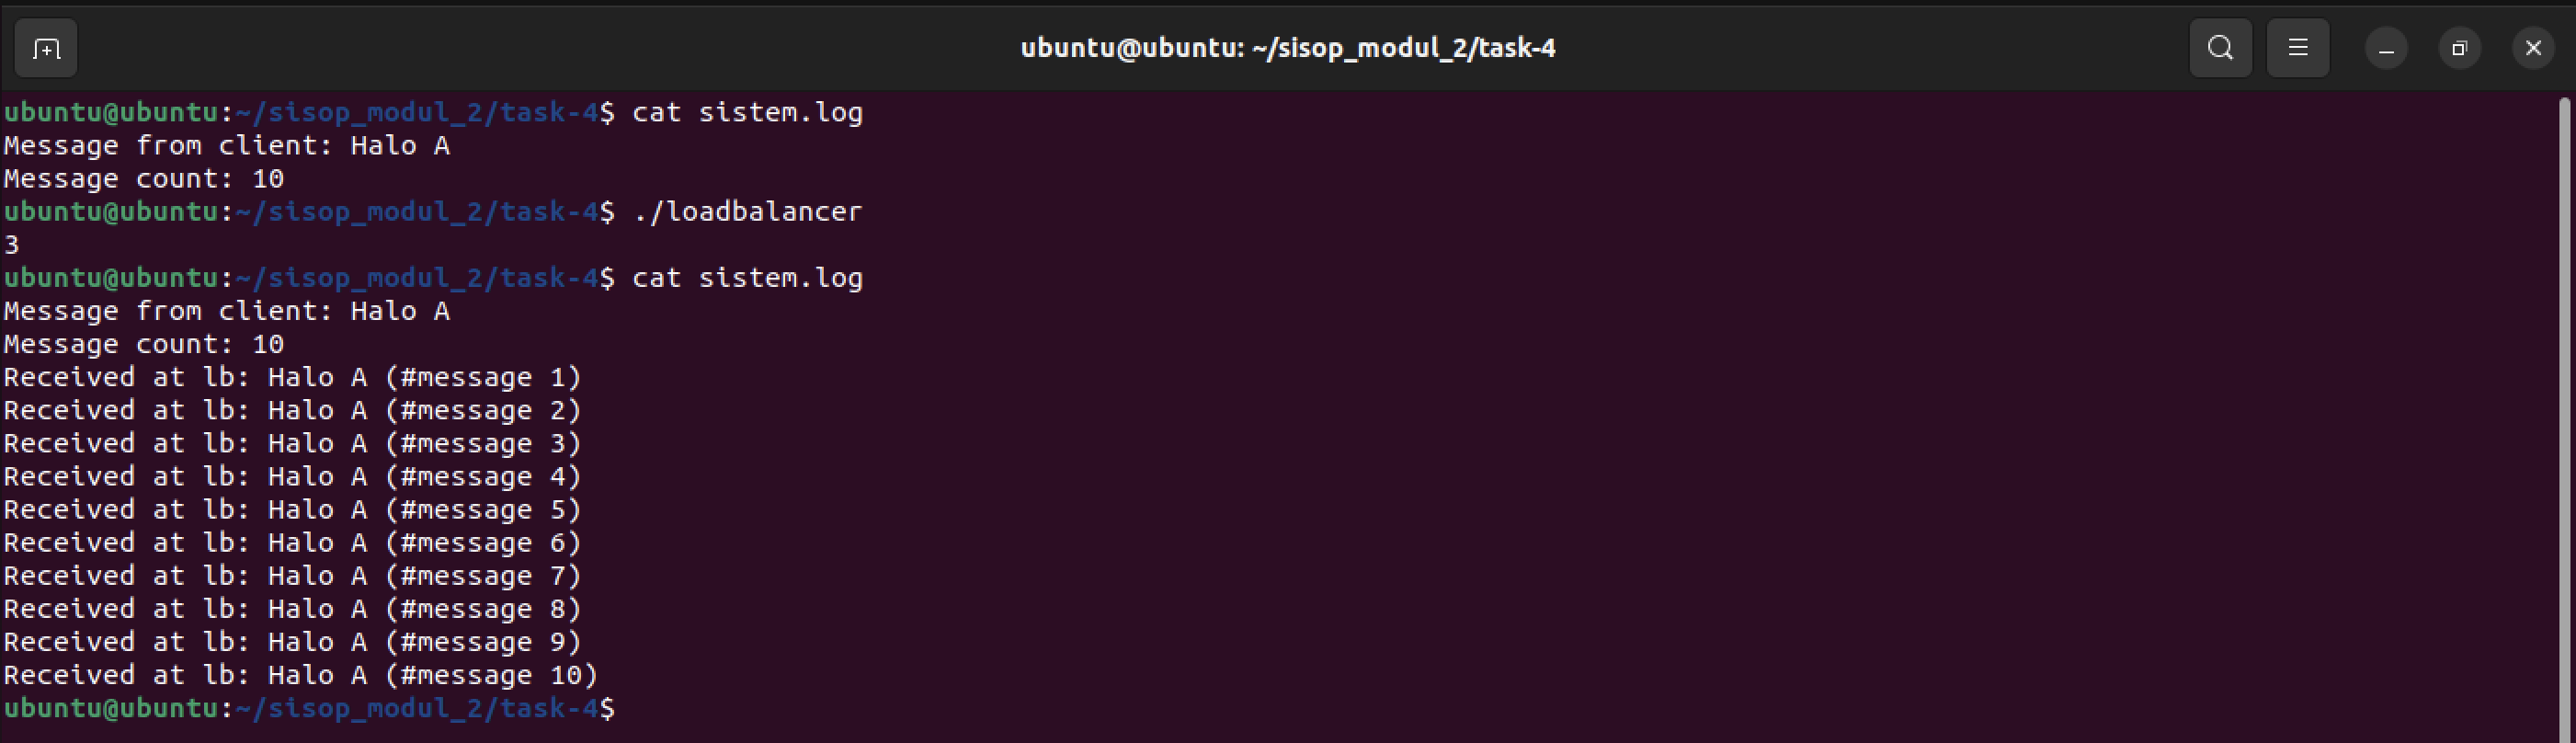 ubuntu@ubuntu: ~/sisop_modul_2/task-4
ubuntu@ubuntu:~/sisop_modul_2/task-4$ cat sistem.log
Message from client: Halo A
Message count: 10
ubuntu@ubuntu:~/sisop_modul_2/task-4$ ./loadbalancer
3
ubuntu@ubuntu:~/sisop_modul_2/task-4$ cat sistem.log
Message from client: Halo A
Message count: 10
Received at lb: Halo A (#message 1)
Received at lb: Halo A (#message 2)
Received at lb: Halo A (#message 3)
Received at lb: Halo A (#message 4)
Received at lb: Halo A (#message 5)
Received at lb: Halo A (#message 6)
Received at lb: Halo A (#message 7)
Received at lb: Halo A (#message 8)
Received at lb: Halo A (#message 9)
Received at lb: Halo A (#message 10)
ubuntu@ubuntu:~/sisop_modul_2/task-4$